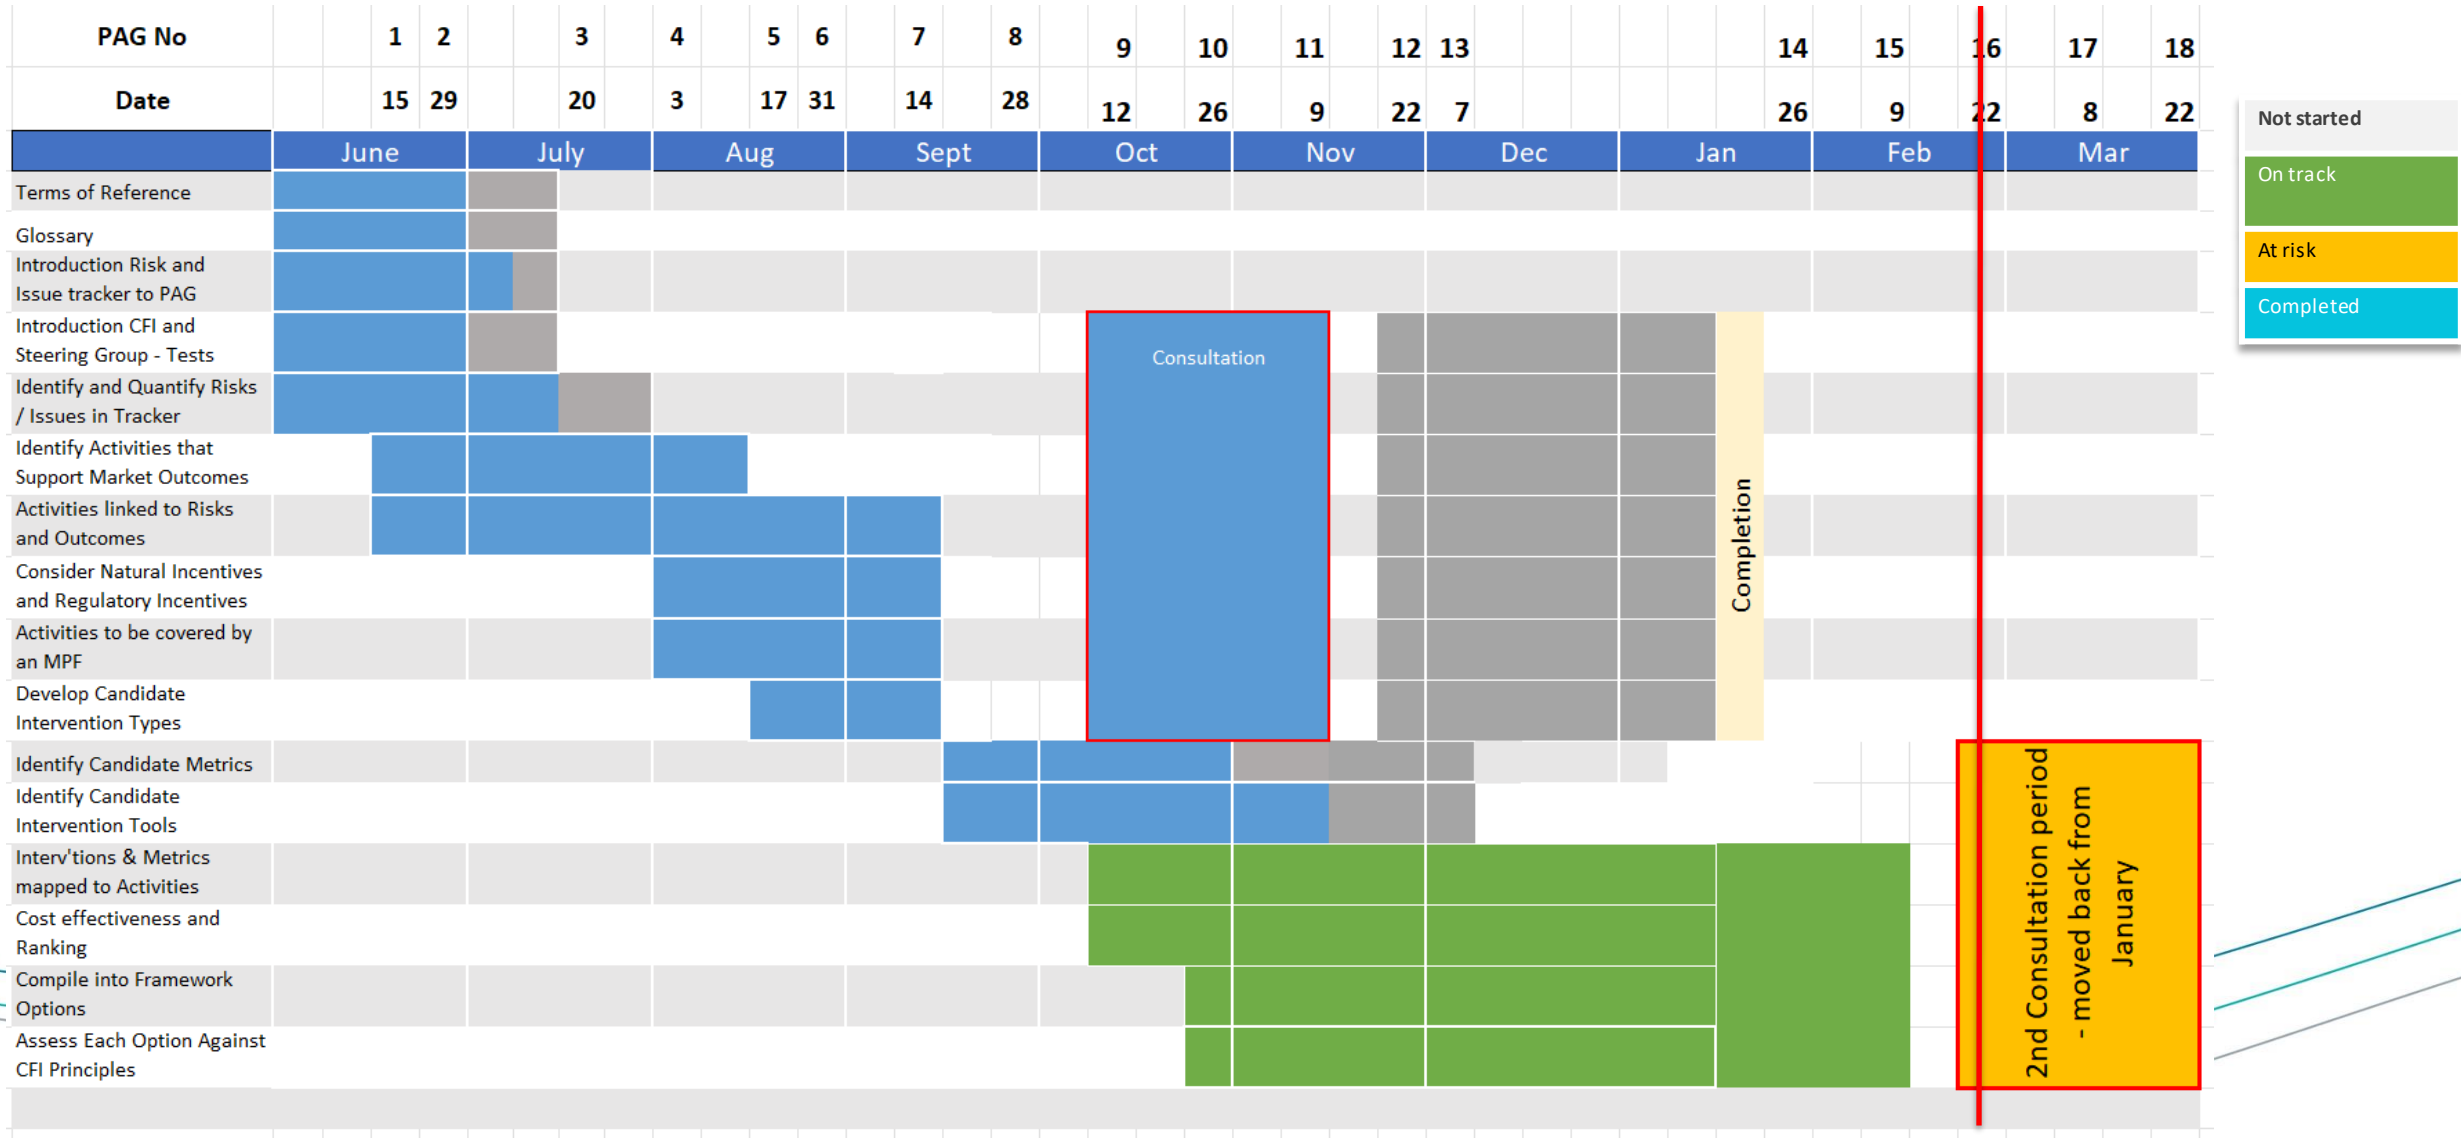 PAG No 1 2 3 4 5 6 7 8 9 10 11 12 13 14 15 16 17 18
Date 15 29 20 3 17 31 14 28 12 26 9 22 7 26 9 22 8 22
June July Aug Sept Oct Nov Dec Jan Feb Mar
Terms of Reference
Glossary
Introduction Risk and
Issue tracker to PAG
Introduction CFI and
Steering Group - Tests
Identify and Quantify Risks
/ Issues in Tracker
Identify Activities that
Support Market Outcomes
Activities linked to Risks
and Outcomes
Consider Natural Incentives
and Regulatory Incentives
Activities to be covered by
an MPF
Develop Candidate
Intervention Types
Identify Candidate Metrics
Identify Candidate
Intervention Tools
Interv'tions & Metrics
mapped to Activities
Cost effectiveness and
Ranking
Compile into Framework
Options
Assess Each Option Against
CFI Principles
Consultation
Completion
2nd Consultation period
- moved back from
January
Not started
On track
At risk
Completed